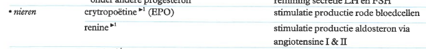 onder andere progesteron remming secretie LH en FSH
• nieren erytropoëtine ►¹ (EPO) stimulatie productie rode bloedcellen
renine ►¹ stimulatie productie aldosteron via
angiotensine I & II